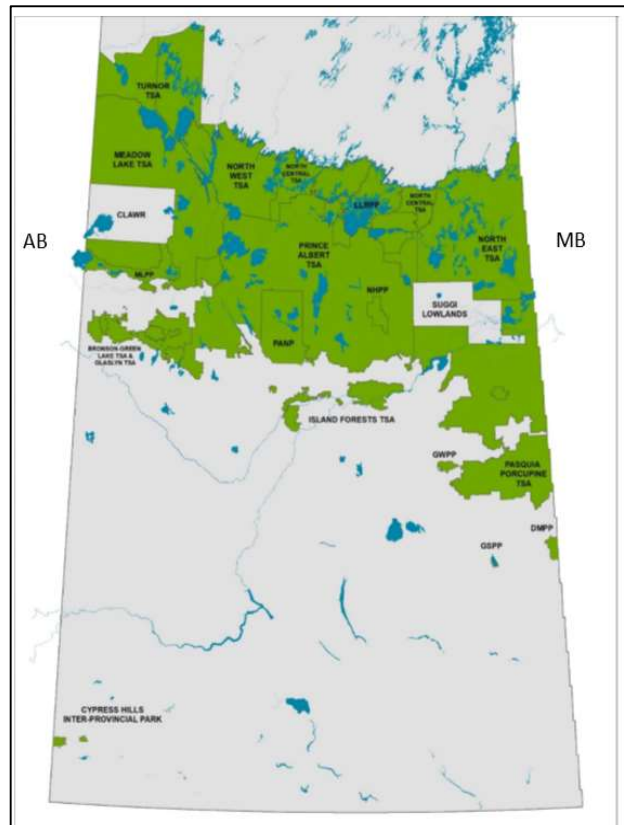 TURNOR
TSA
MEADOW
LAKE TSA
NORTH
WEST
TSA
NORTH
CENTRAL
TSA
LLRPP
NORTH
CENTRAL
TSA
CLAWR
AB
PRINCE
ALBERT
TSA
NORTH
EAST
TSA
MB
MLPP
NHPP
SUGGI
LOWLANDS
PANP
BRONSON-GREEN
LAKE TSA &
GLASLYN TSA
ISLAND FORESTS TSA
GWPP
PASQUIA
PORCUPINE
TSA
DMPP
GSPP
CYPRESS HILLS
INTER-PROVINCIAL PARK